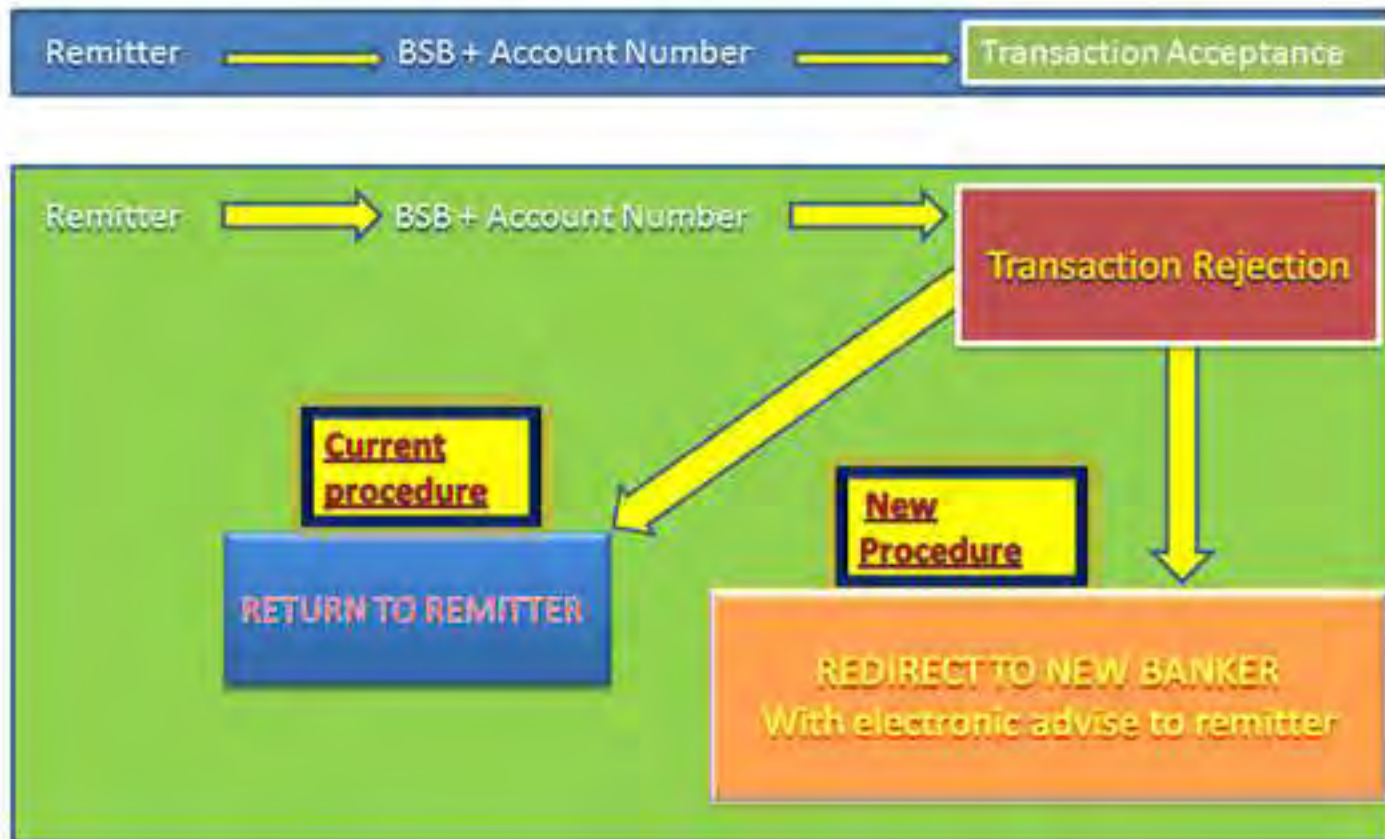 Remitter BSB + Account Number Transaction Acceptance
Remitter BSB + Account Number
Transaction Rejection
Current
procedure
RETURN TO REMITTER
New
Procedure
REDIRECT TO NEW BANKER
With electronic advise to remitter